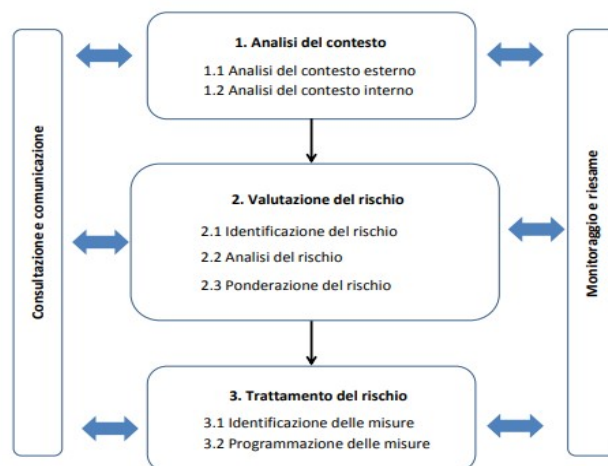 Consultazione e comunicazione
1. Analisi del contesto
1.1 Analisi del contesto esterno
1.2 Analisi del contesto interno
2. Valutazione del rischio
2.1 Identificazione del rischio
2.2 Analisi del rischio
2.3 Ponderazione del rischio
3. Trattamento del rischio
3.1 Identificazione delle misure
3.2 Programmazione delle misure
Monitoraggio e riesame